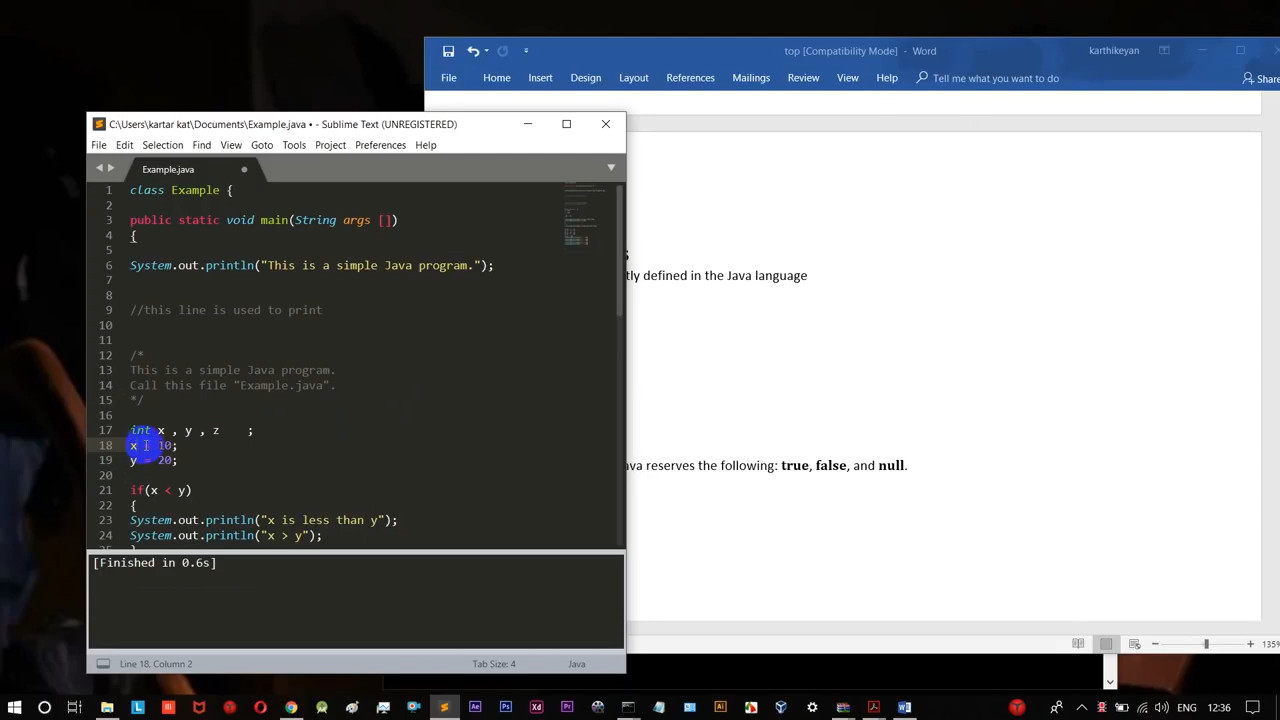 top [Compatibility Mode] - Word
karthikeyan
File Home Insert Design Layout References Mailings Review View Help Tell me what you want to do Share
C:\Users\kartar kat\Documents\Example.java • - Sublime Text (UNREGISTERED)
File Edit Selection Find View Goto Tools Project Preferences Help
Example.java
1 class Example {
2
3 public static void main(String args [])
4 {
5
6 System.out.println("This is a simple Java program.");
7
8
9 //this line is used to print
10
11
12 /*
13 This is a simple Java program.
14 Call this file "Example.java".
15 */
16
17 int x , y , z ;
18 x = 10;
19 y = 20;
20
21 if(x < y)
22 {
23 System.out.println("x is less than y");
24 System.out.println("x > y");
tly defined in the Java language
ava reserves the following: true, false, and null.
[Finished in 0.6s]
135%
Line 18, Column 2
Tab Size: 4
Java
ENG 12:36